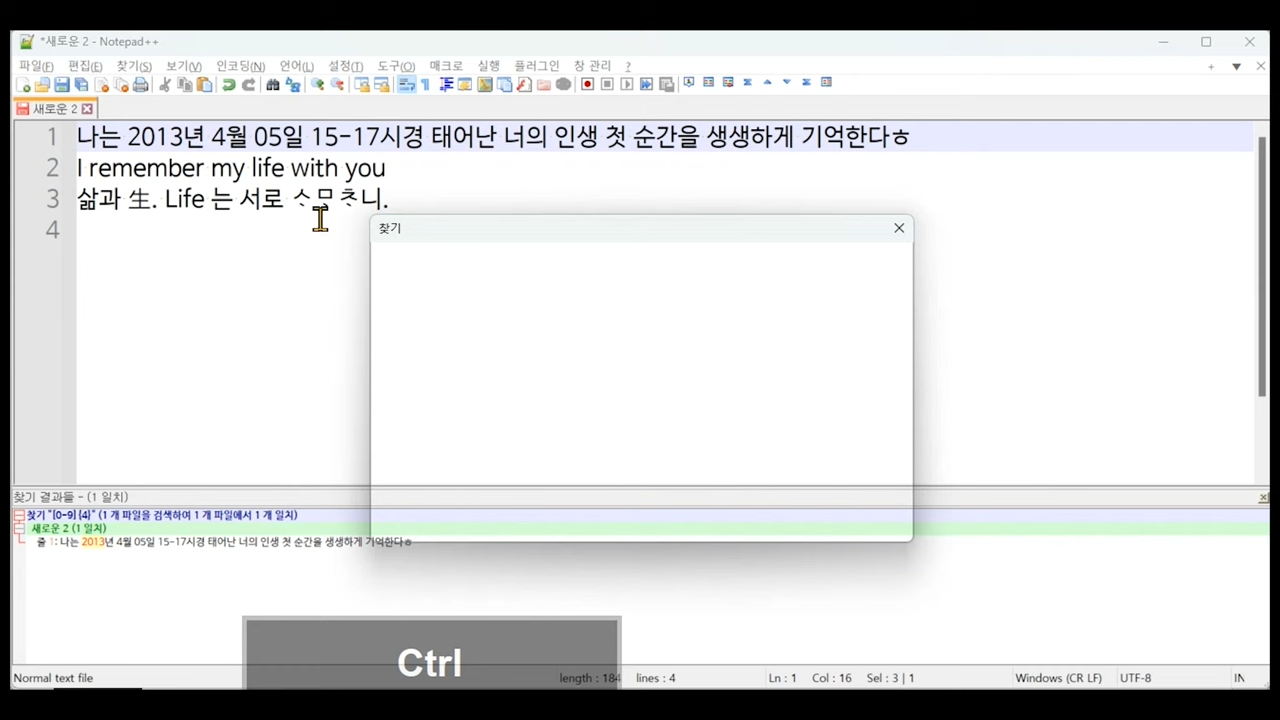 *새로운 2 - Notepad++
파일(F) 편집(E) 찾기(S) 보기(V) 인코딩(N) 언어(L) 설정(T) 도구(O) 매크로 실행 플러그인 창 관리 ?
새로운 2
1 나는 2013년 4월 05일 15-17시경 태어난 너의 인생 첫 순간을 생생하게 기억한다ㅎ
2 I remember my life with you
3 삶과 生. Life 는 서로 ㅅㅁㅊ니.
4
찾기
찾기 결과들 - (1 일치)
찾기 "[0-9]{4}" (1 개 파일을 검색하여 1 개 파일에서 1 개 일치)
새로운 2 (1 일치)
줄 1: 나는 2013년 4월 05일 15-17시경 태어난 너의 인생 첫 순간을 생생하게 기억한다ㅎ
Ctrl
Normal text file length : 184 lines : 4 Ln : 1 Col : 16 Sel : 3 | 1 Windows (CR LF) UTF-8 IN